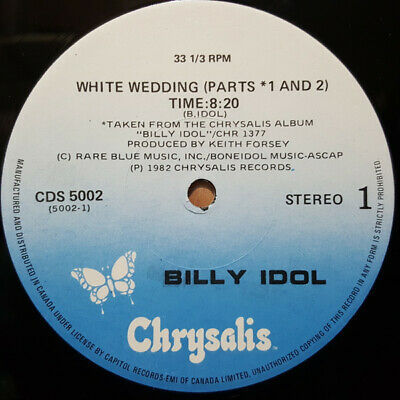 33 1/3 RPM
WHITE WEDDING (PARTS *1 AND 2)
TIME:8:20
(B.IDOL)
*TAKEN FROM THE CHRYSALIS ALBUM
"BILLY IDOL"/CHR 1377
PRODUCED BY KEITH FORSEY
(C) RARE BLUE MUSIC, INC./BONEIDOL MUSIC-ASCAP
(P) 1982 CHRYSALIS RECORDS.
CDS 5002
(5002-1)
STEREO 1
BILLY IDOL
Chrysalis™
MANUFACTURED AND DISTRIBUTED IN CANADA UNDER LICENSE BY CAPITOL RECORDS-EMI OF CANADA LIMITED, UNAUTHORIZED COPYING OF THIS RECORD IN ANY FORM IS STRICTLY PROHIBITED.